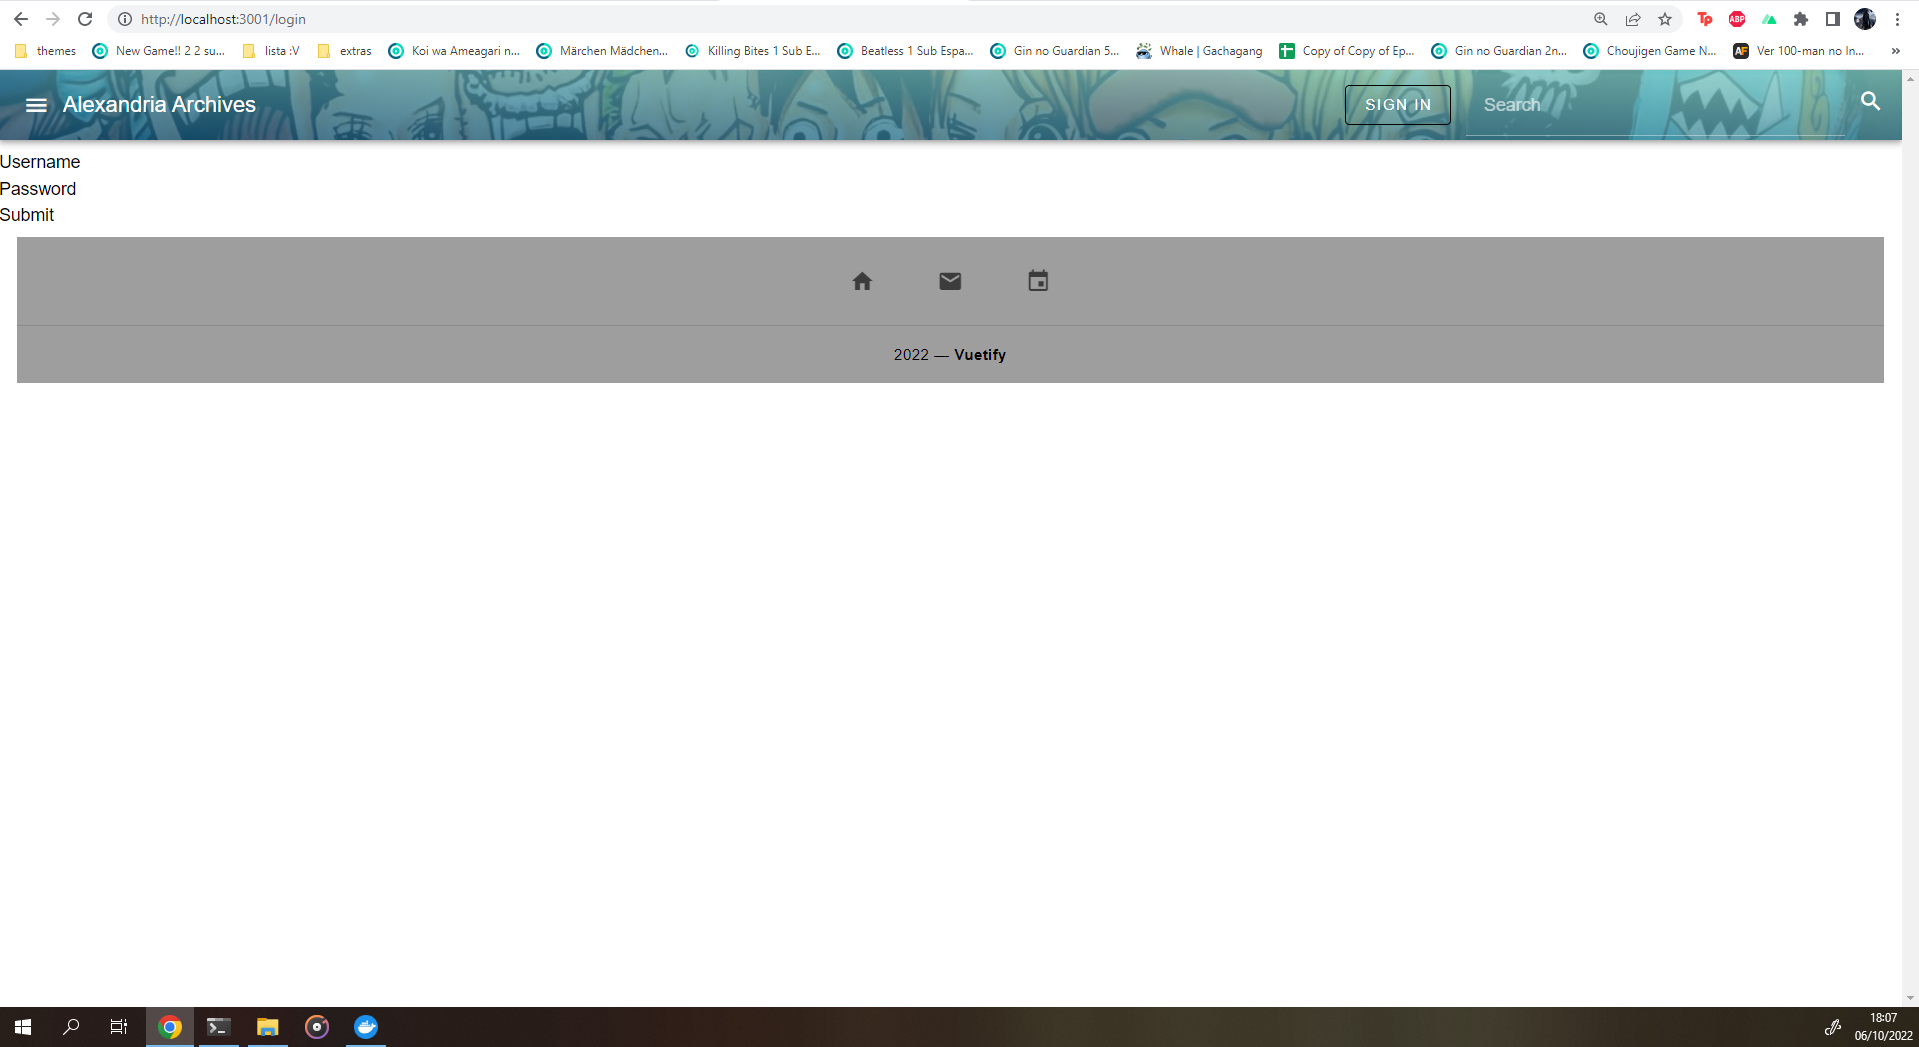 http://localhost:3001/login
Tp ABP
themes New Game!! 2 2 su... lista :V extras Koi wa Ameagari n... Märchen Mädchen... Killing Bites 1 Sub E... Beatless 1 Sub Espa... Gin no Guardian 5... Whale | Gachagang Copy of Copy of Ep... Gin no Guardian 2n... Choujigen Game N... AF Ver 100-man no In... »
Alexandria Archives SIGN IN Search
Username
Password
Submit
2022 — Vuetify
18:07
06/10/2022